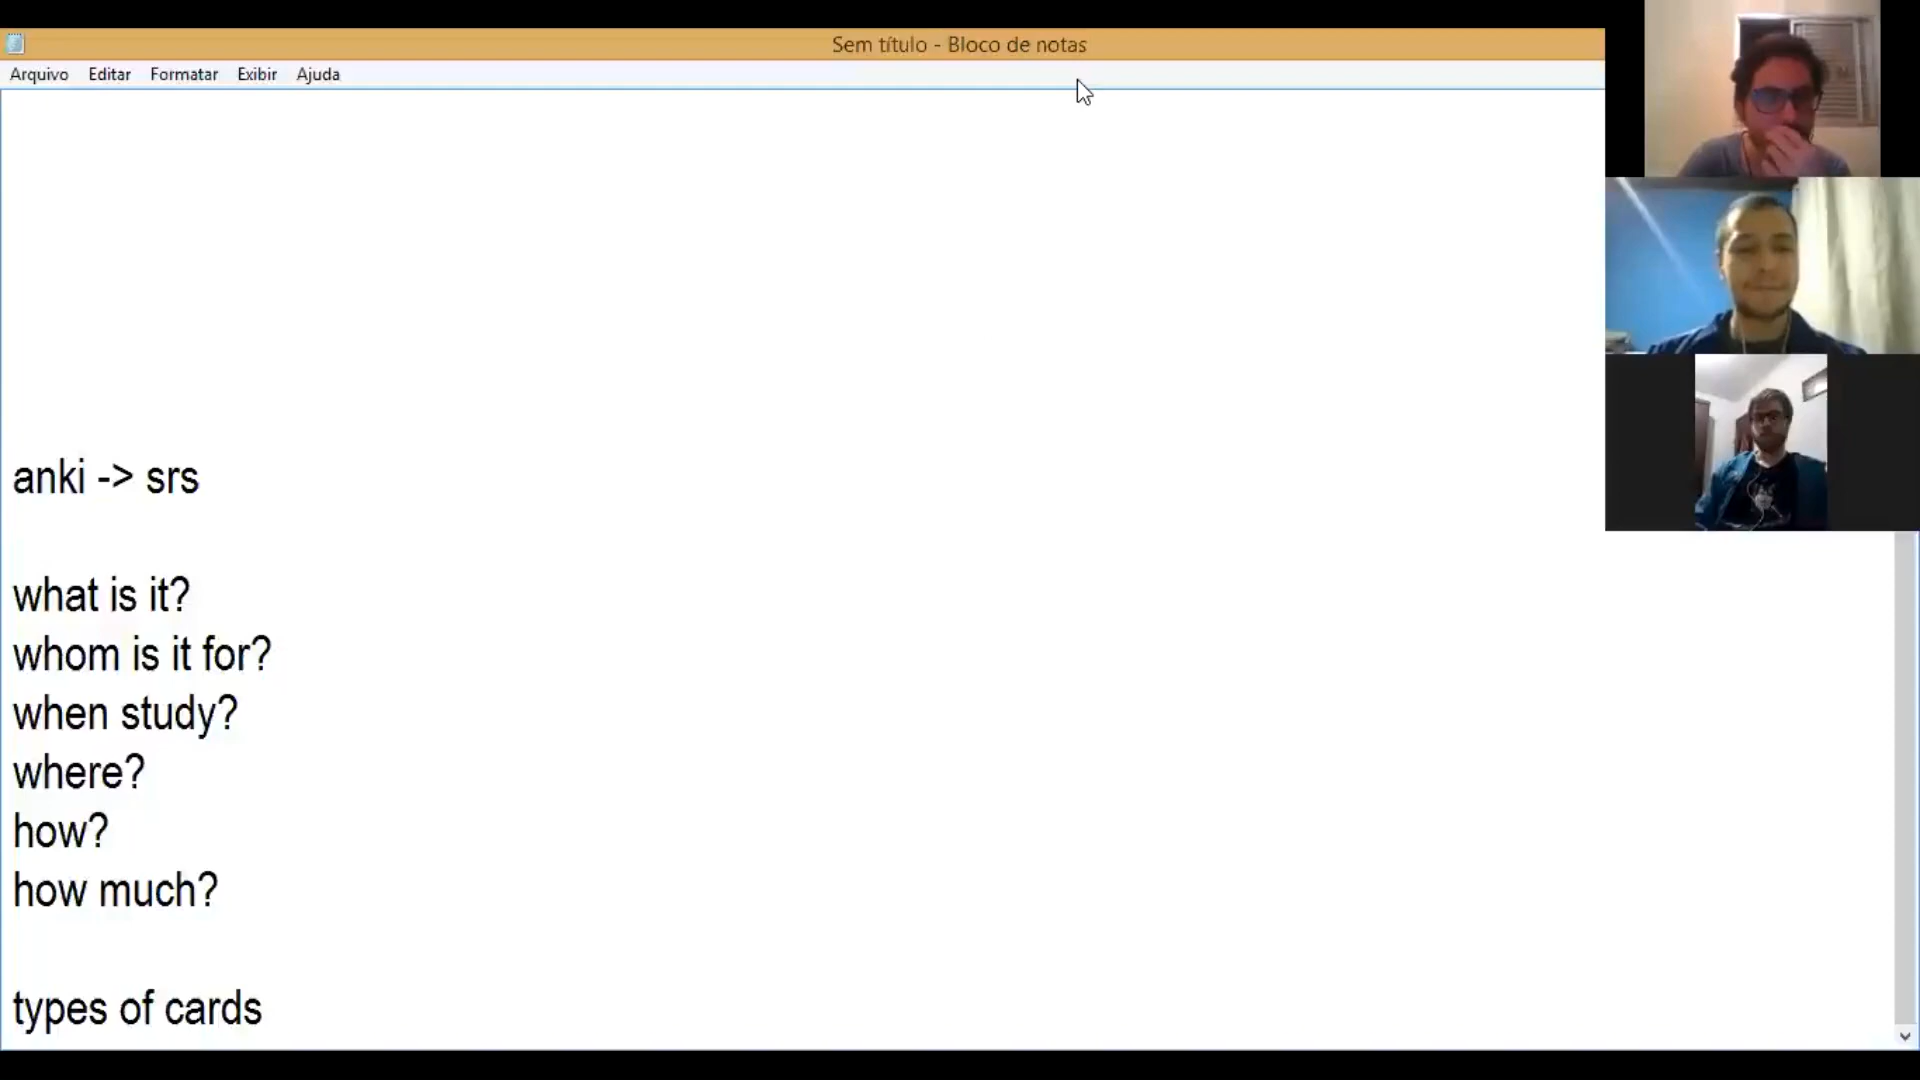 Sem título - Bloco de notas
Arquivo Editar Formatar Exibir Ajuda
anki -> srs
what is it?
whom is it for?
when study?
where?
how?
how much?
types of cards